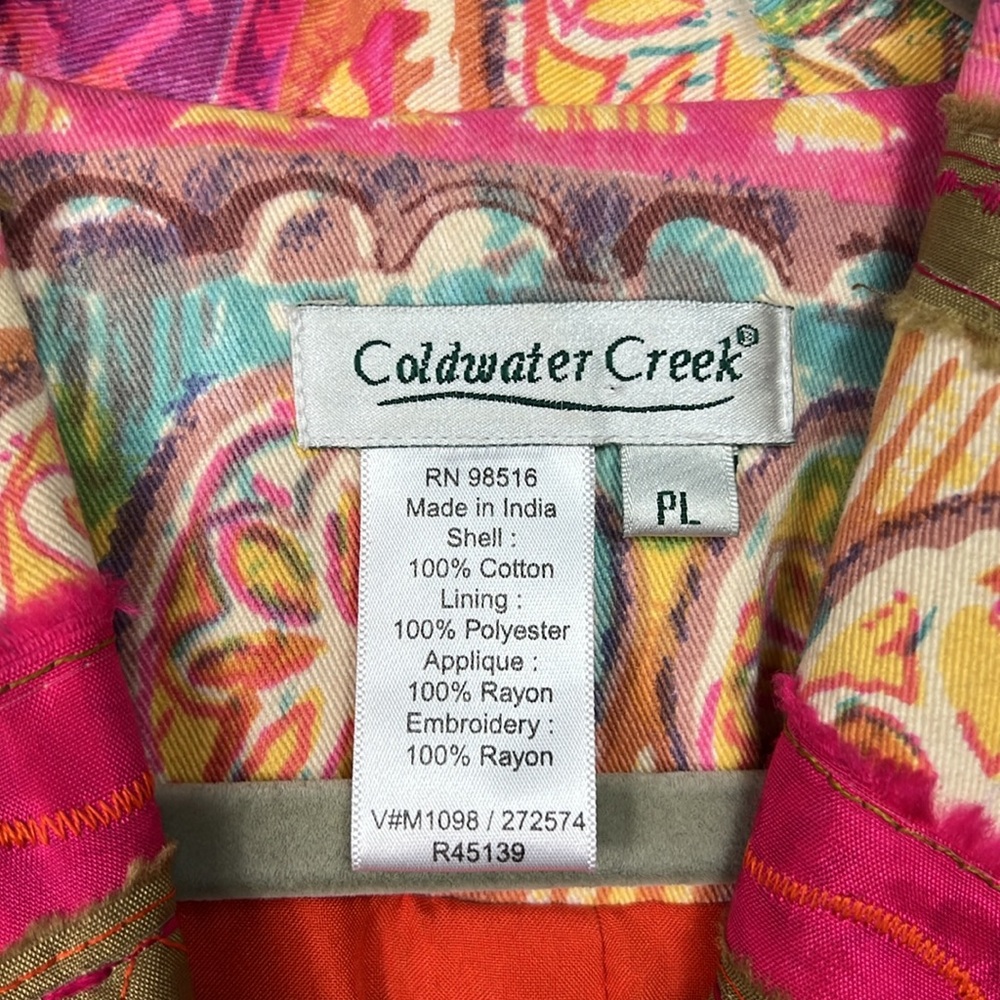 Coldwater Creek®
PL
RN 98516
Made in India
Shell :
100% Cotton
Lining :
100% Polyester
Applique :
100% Rayon
Embroidery :
100% Rayon
V#M1098 / 272574
R45139